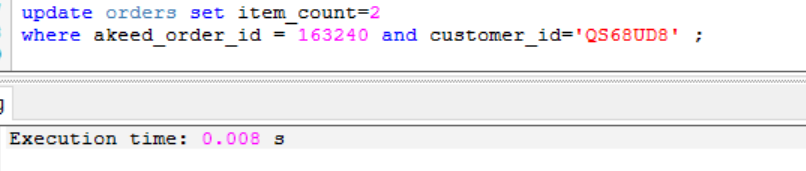 update orders set item_count=2
where akeed_order_id = 163240 and customer_id='QS68UD8' ;
Execution time: 0.008 s